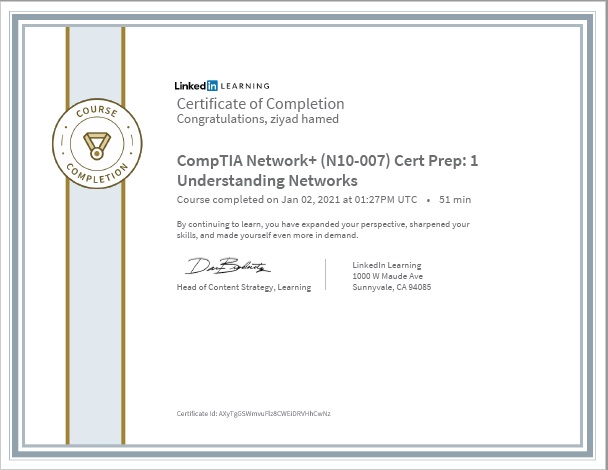 Linked in LEARNING
Certificate of Completion
Congratulations, ziyad hamed
COURSE
COMPLETION
CompTIA Network+ (N10-007) Cert Prep: 1
Understanding Networks
Course completed on Jan 02, 2021 at 01:27PM UTC • 51 min
By continuing to learn, you have expanded your perspective, sharpened your
skills, and made yourself even more in demand.
Head of Content Strategy, Learning
LinkedIn Learning
1000 W Maude Ave
Sunnyvale, CA 94085
Certificate Id: